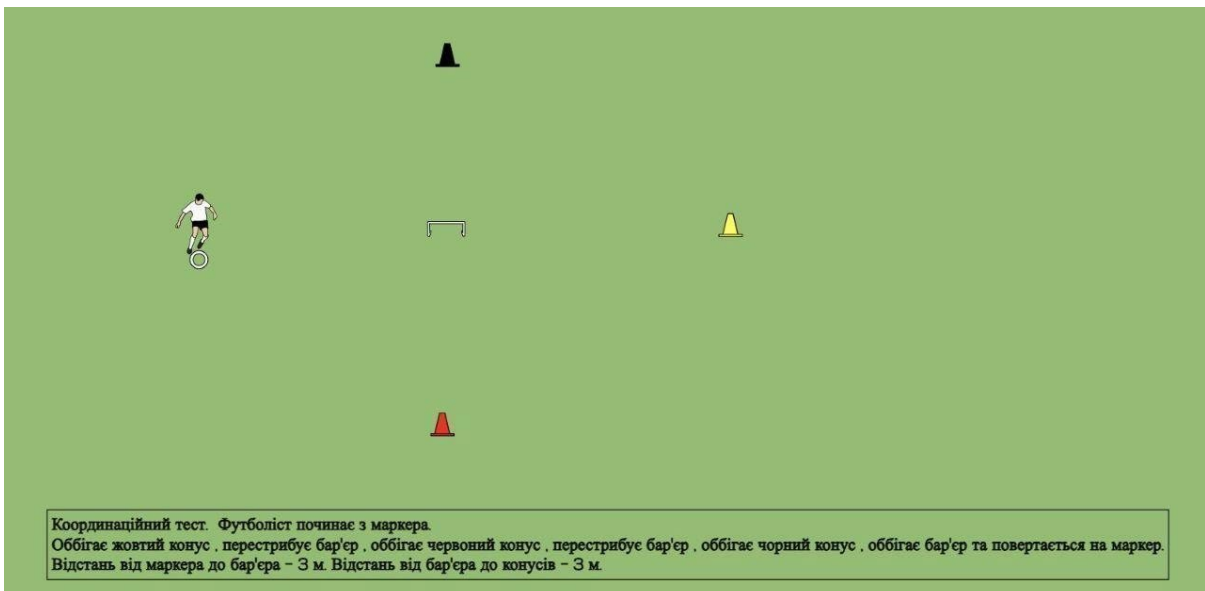 Координаційний тест. Футболіст починає з маркера.
Оббігає жовтий конус , перестрибує бар'єр , оббігає червоний конус , перестрибує бар'єр , оббігає чорний конус , оббігає бар'єр та повертається на маркер.
Відстань від маркера до бар'єра - 3 м. Відстань від бар'єра до конусів - 3 м.